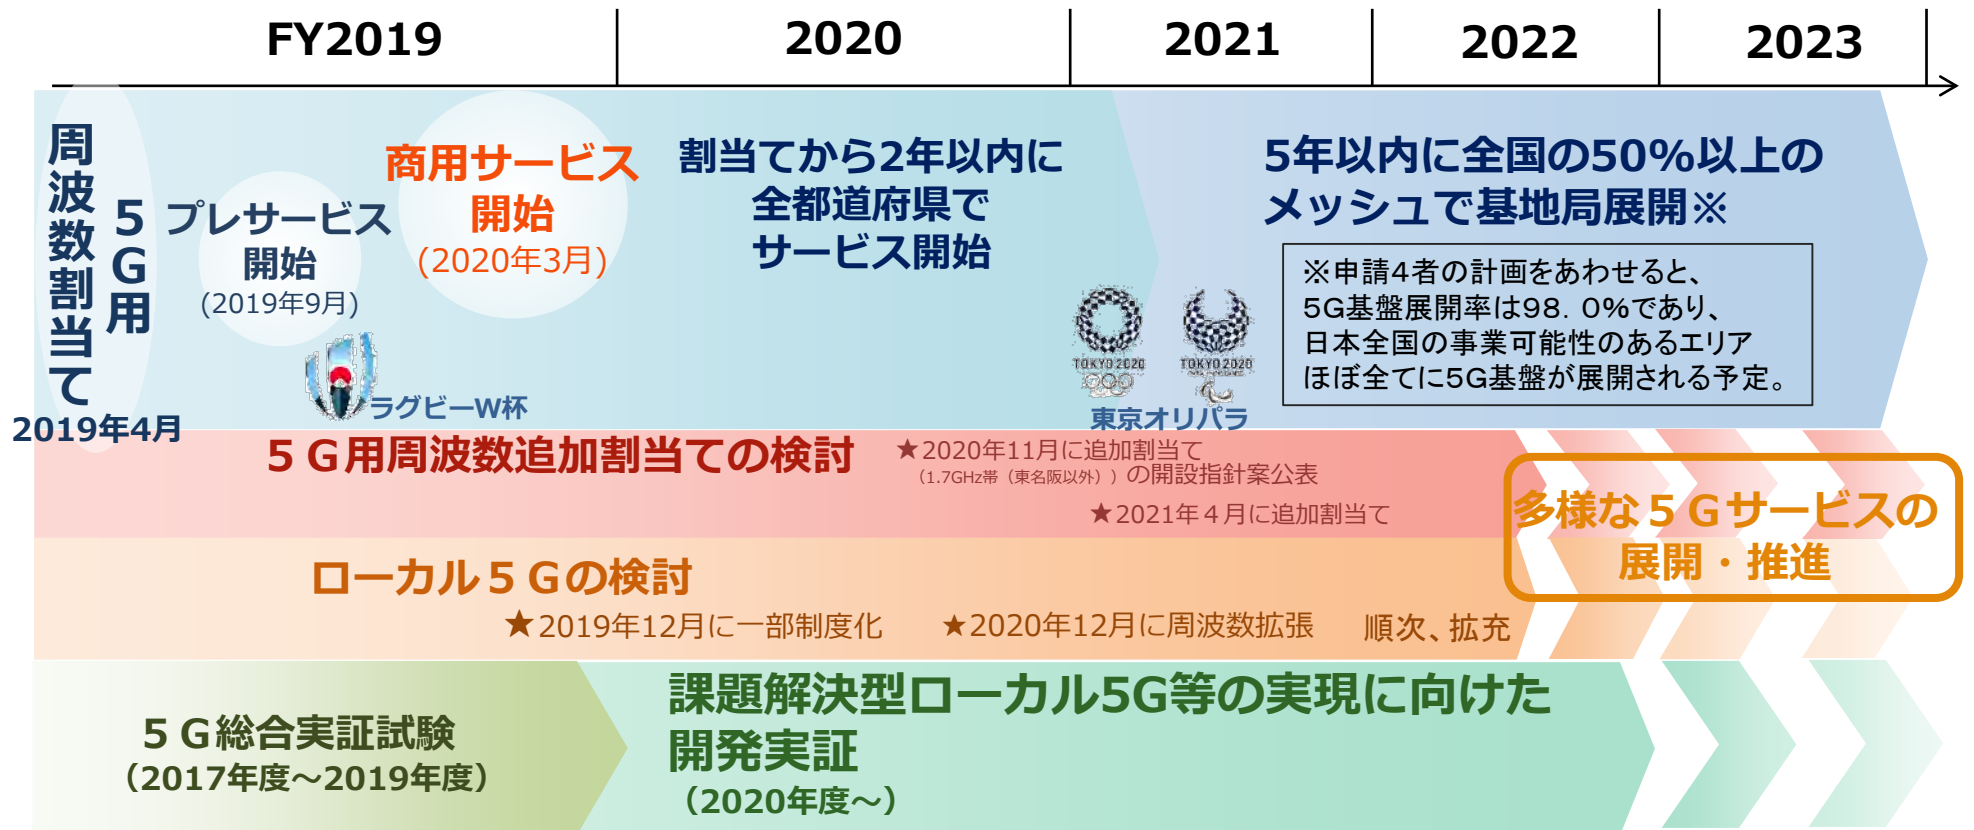 FY2019
2020
2021
2022
2023
５Ｇ用
周波数割当て
2019年4月
プレサービス
開始
(2019年9月)
商用サービス
開始
(2020年3月)
ラグビーW杯
割当てから2年以内に
全都道府県で
サービス開始
TOKYO 2020
TOKYO 2020
東京オリパラ
5年以内に全国の50%以上の
メッシュで基地局展開※
※申請４者の計画をあわせると、
５Ｇ基盤展開率は９８．０％であり、
日本全国の事業可能性のあるエリア
ほぼ全てに５Ｇ基盤が展開される予定。
５Ｇ用周波数追加割当ての検討
★2020年11月に追加割当て
（1.7GHz帯（東名阪以外））の開設指針案公表
★2021年４月に追加割当て
多様な５Ｇサービスの
展開・推進
ローカル５Ｇの検討
★2019年12月に一部制度化
★2020年12月に周波数拡張
順次、拡充
５Ｇ総合実証試験
（2017年度～2019年度）
課題解決型ローカル5G等の実現に向けた
開発実証
（2020年度～）